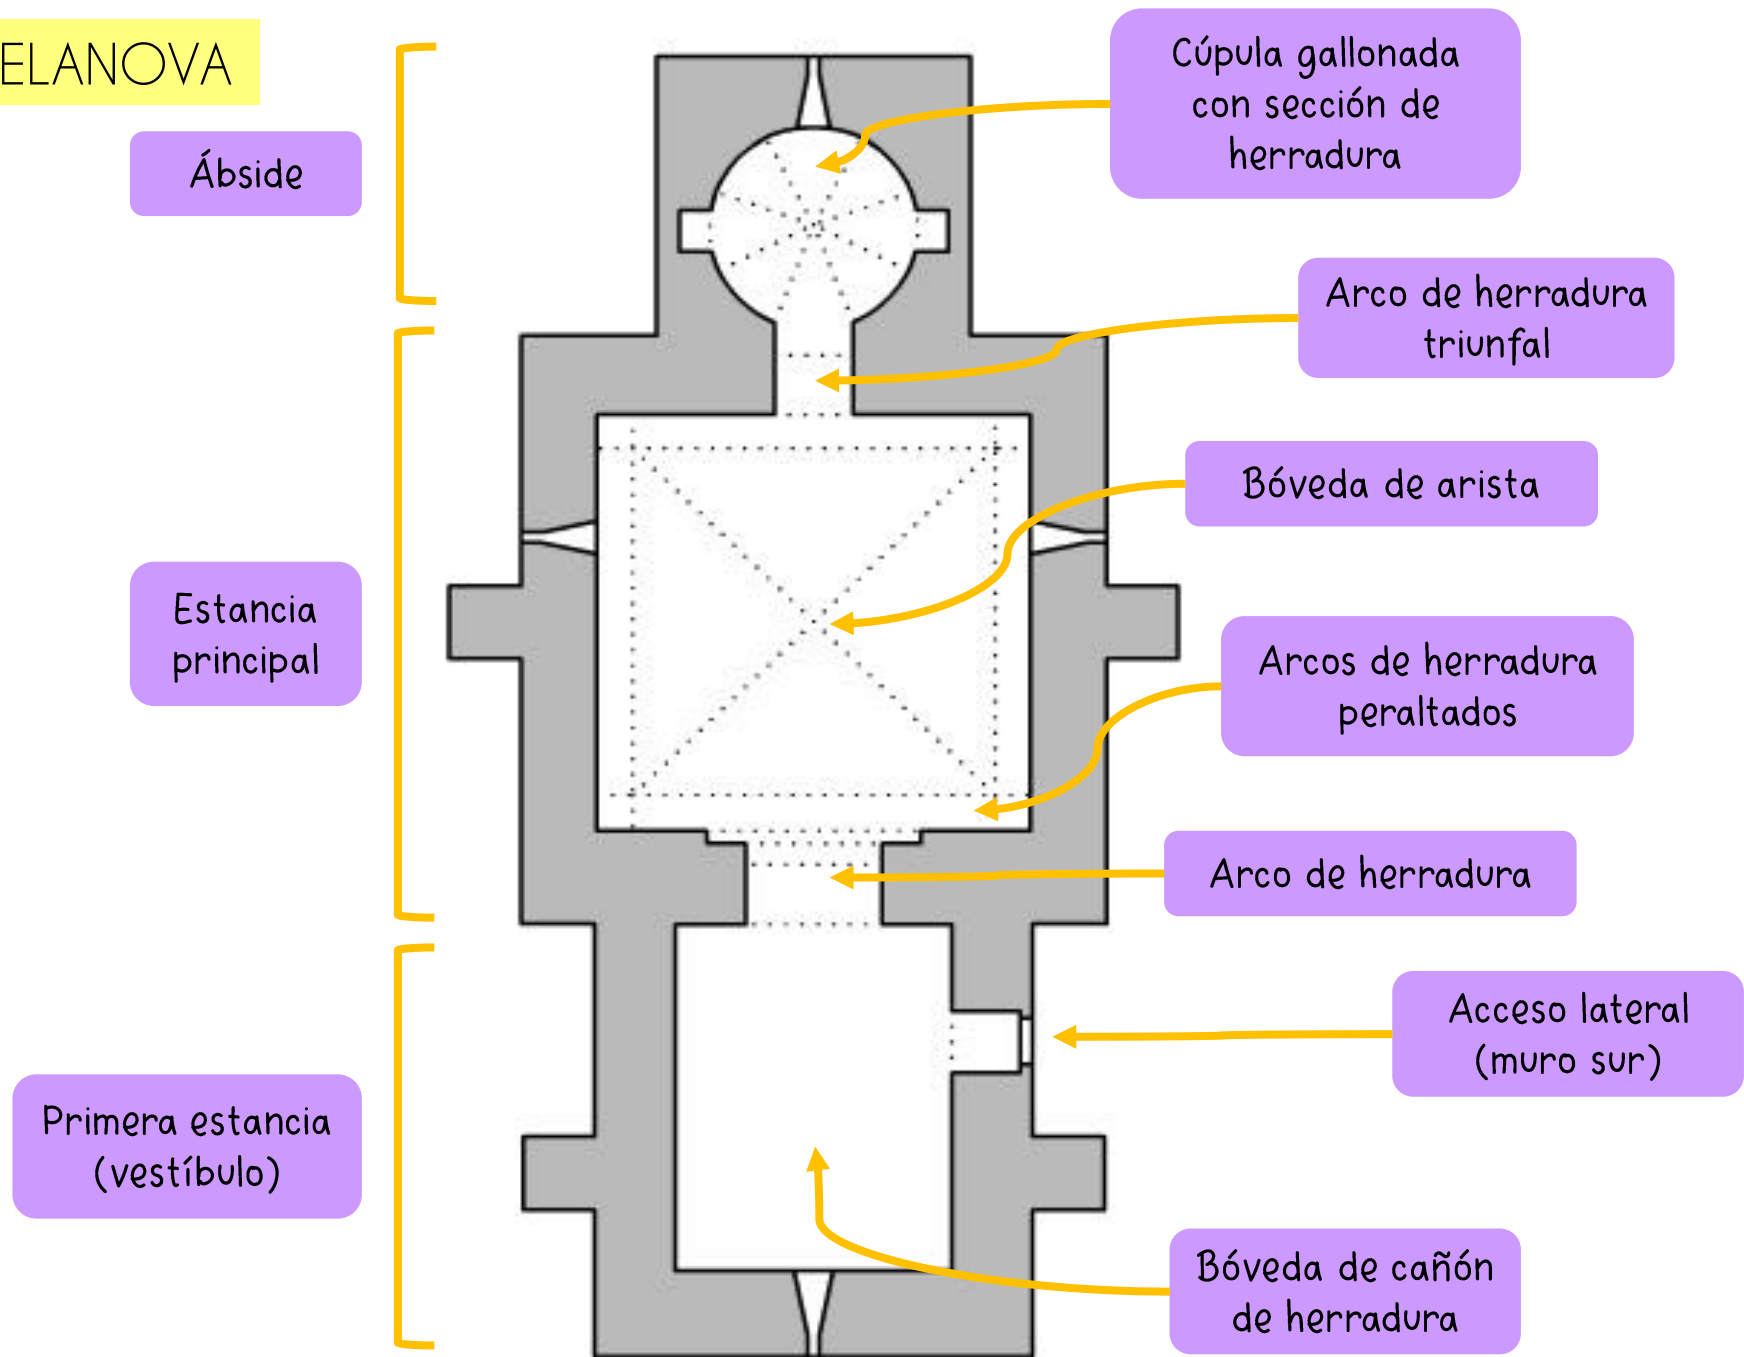 ELANOVA
Ábside
Estancia
principal
Primera estancia
(vestíbulo)
Cúpula gallonada
con sección de
herradura
Arco de herradura
triunfal
Bóveda de arista
Arcos de herradura
peraltados
Arco de herradura
Acceso lateral
(muro sur)
Bóveda de cañón
de herradura